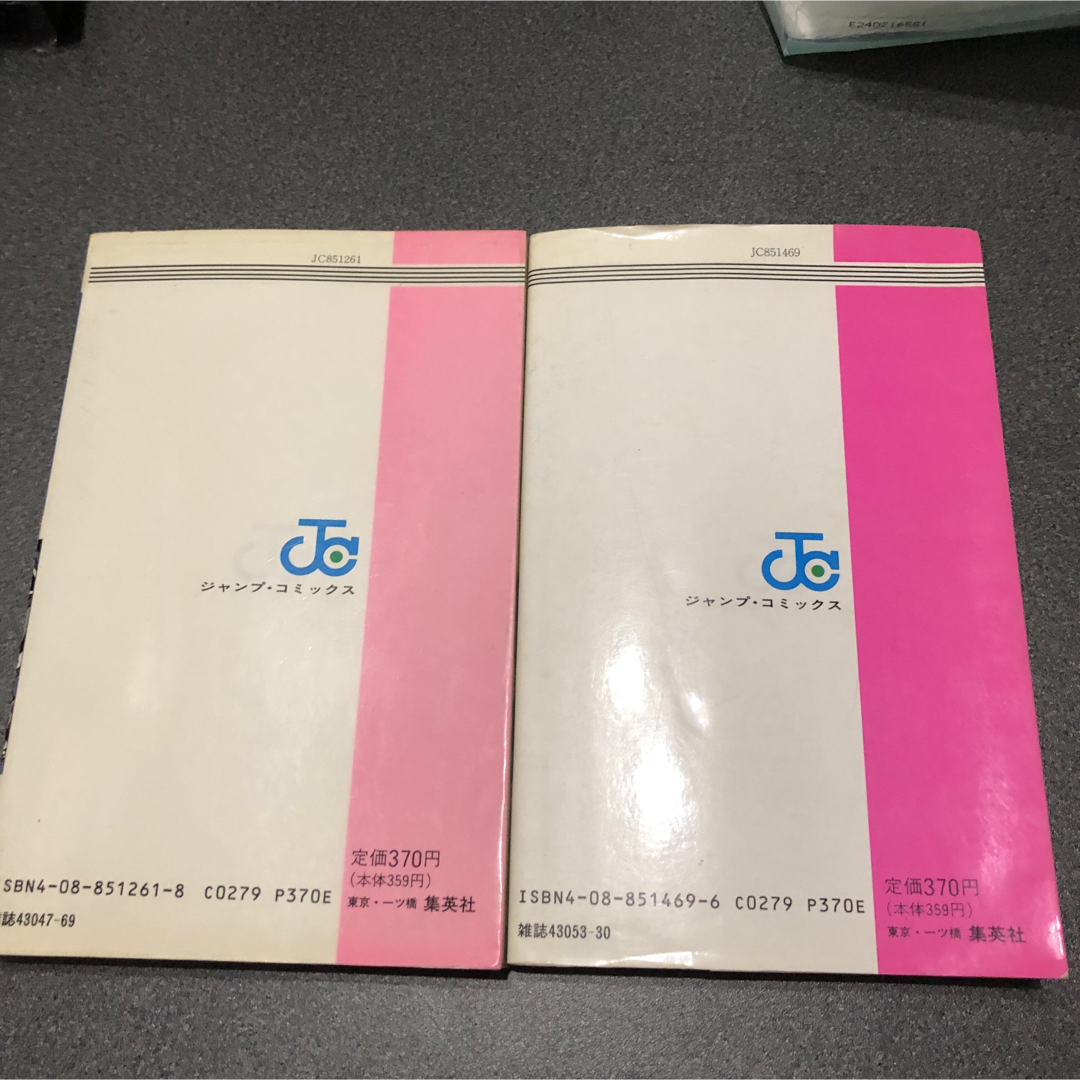 E240216551
JC851261
ジャンプ・コミックス
定価370円
(本体359円)
東京・一ツ橋 集英社
SBN4-08-851261-8 C0279 P370E
誌43047-69
JC851469
ジャンプ・コミックス
定価370円
(本体359円)
東京・一ツ橋 集英社
ISBN4-08-851469-6 C0279 P370E
雑誌43053-30